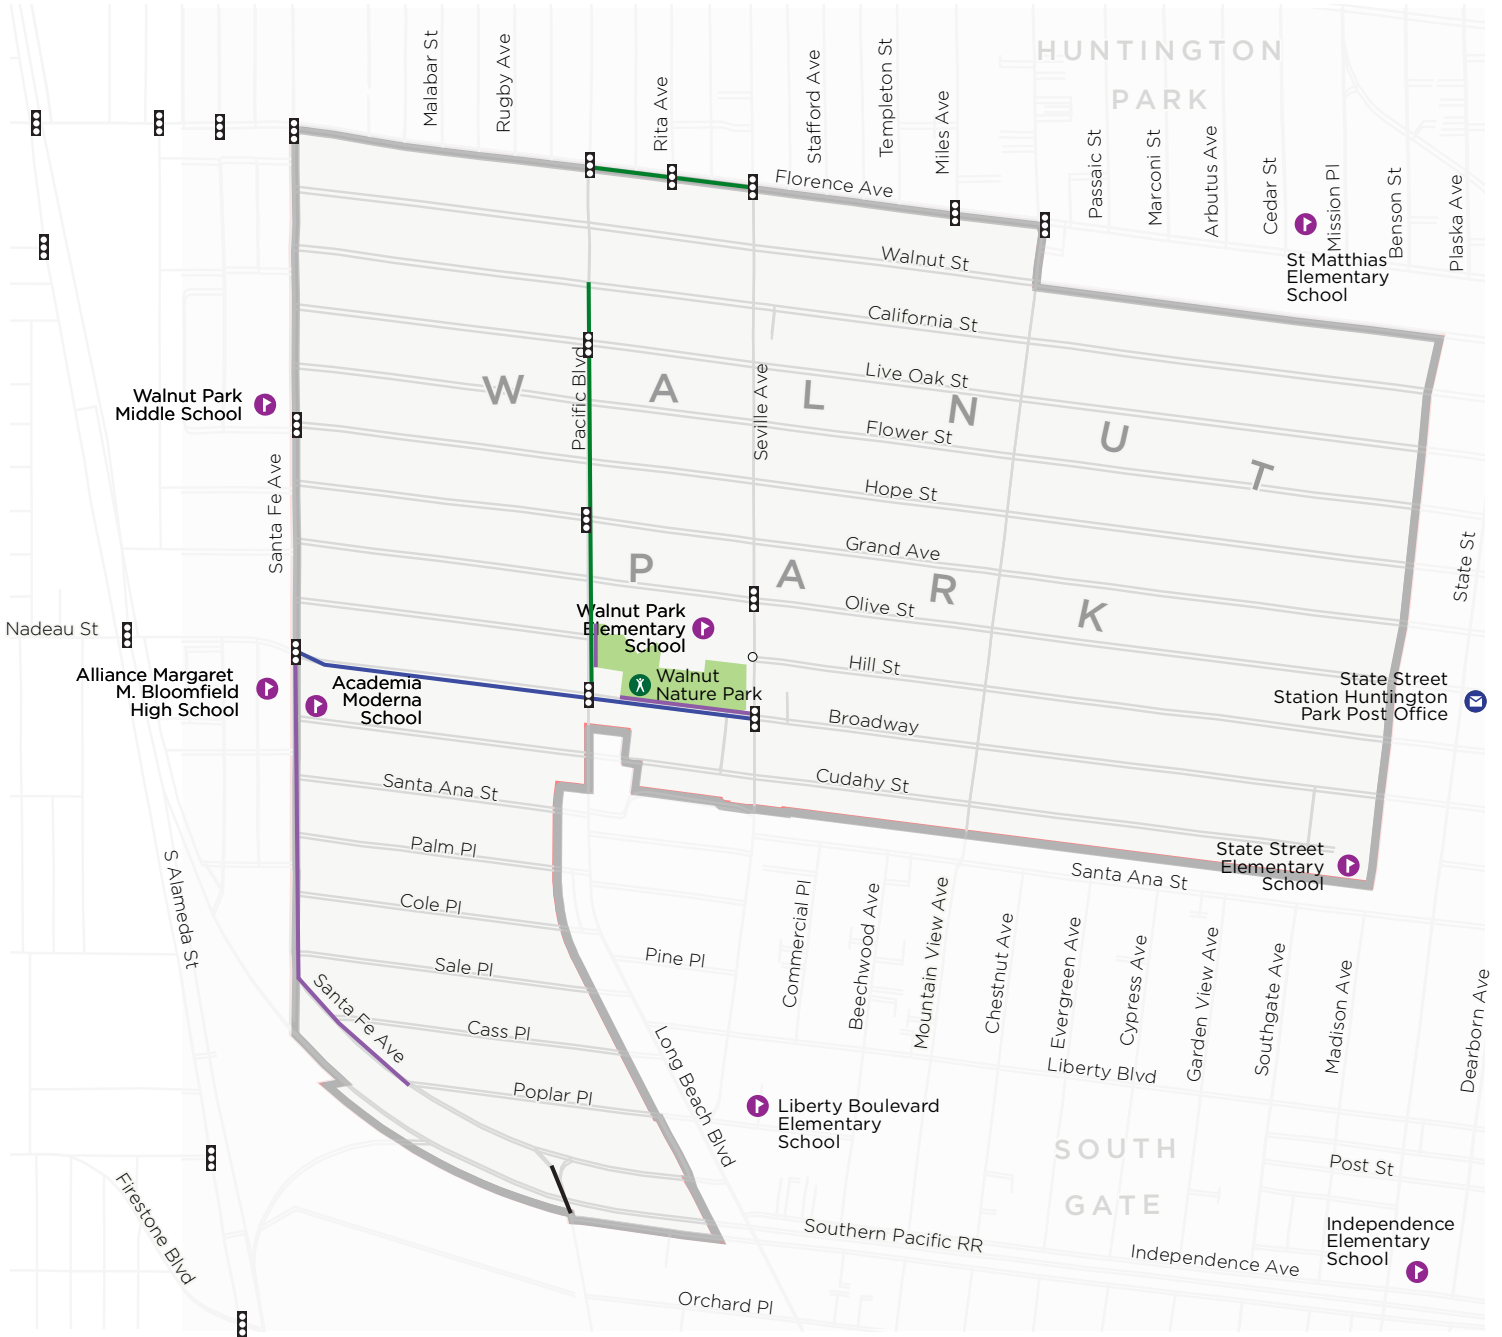 HUNTINGTON
PARK
Malabar St
Rugby Ave
Rita Ave
Stafford Ave
Templeton St
Miles Ave
Passaic St
Marconi St
Arbutus Ave
Cedar St
Mission Pl
Benson St
Plaska Ave
Florence Ave
St Matthias
Elementary
School
Walnut St
California St
Live Oak St
WALNUT
Flower St
Hope St
Grand Ave
PARK
Olive St
Hill St
Broadway
Cudahy St
Pacific Blvd
Seville Ave
Santa Fe Ave
State St
Walnut Park
Middle School
Nadeau St
Alliance Margaret
M. Bloomfield
High School
Academia
Moderna
School
Walnut Park
Elementary
School
Walnut
Nature Park
State Street
Station Huntington
Park Post Office
Santa Ana St
Palm Pl
Cole Pl
Sale Pl
Cass Pl
Poplar Pl
Santa Fe Ave
S Alameda St
Firestone Blvd
State Street
Elementary
School
Santa Ana St
Pine Pl
Commercial Pl
Beechwood Ave
Mountain View Ave
Chestnut Ave
Evergreen Ave
Cypress Ave
Garden View Ave
Southgate Ave
Madison Ave
Dearborn Ave
Long Beach Blvd
Liberty Blvd
Liberty Boulevard
Elementary
School
SOUTH
GATE
Post St
Southern Pacific RR
Independence Ave
Independence
Elementary
School
Orchard Pl